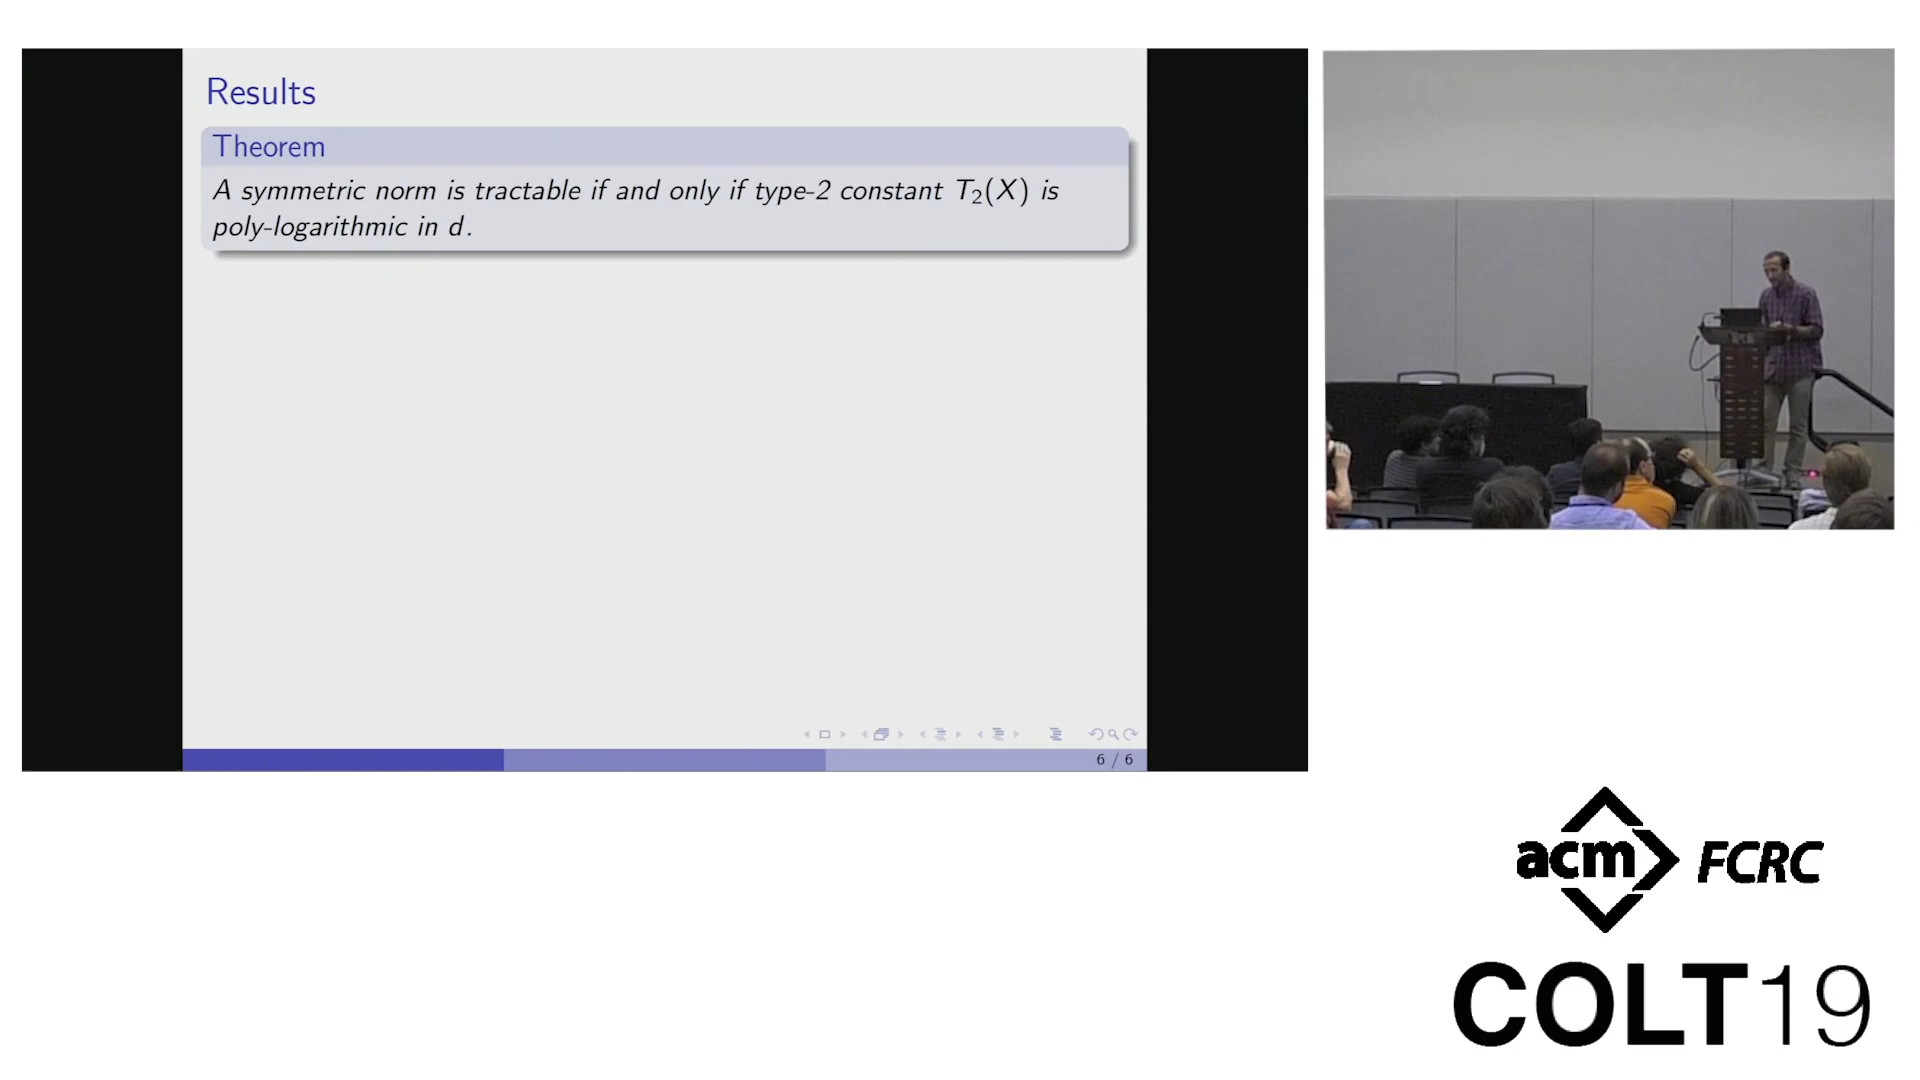 Results
Theorem
A symmetric norm is tractable if and only if type-2 constant T₂(X) is
poly-logarithmic in d.
6 / 6
acm FCRC
COLT19